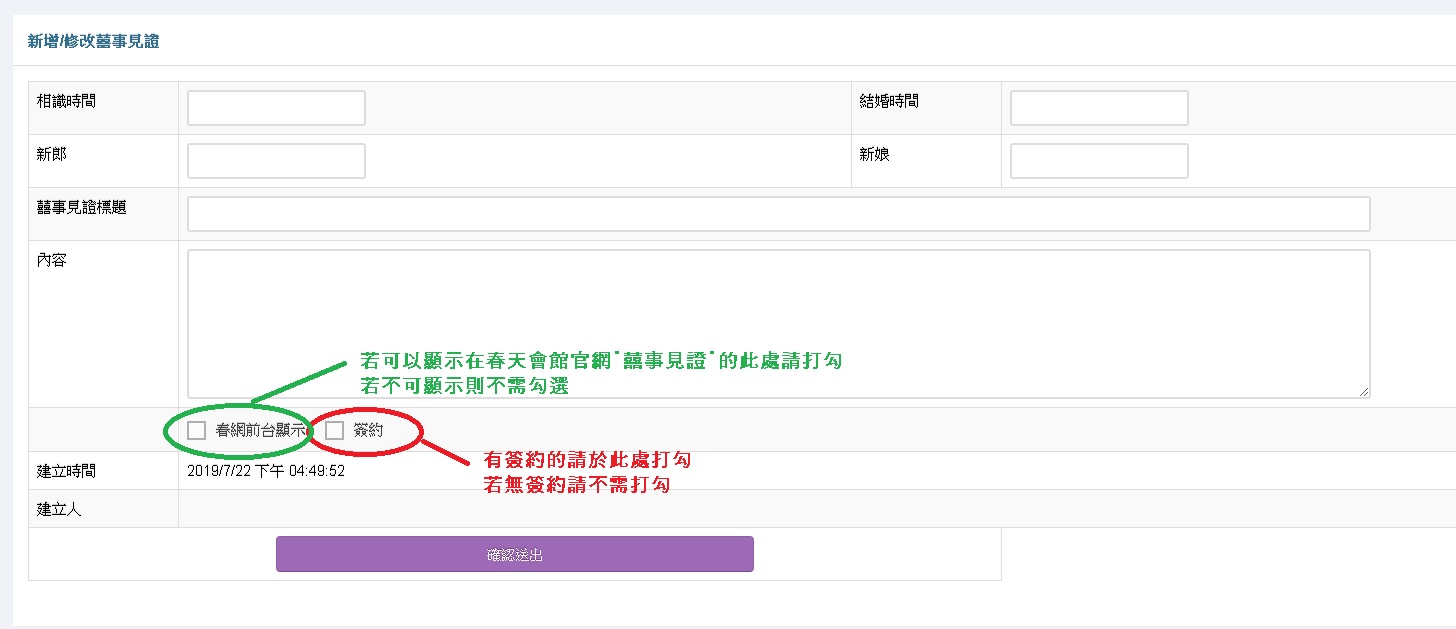 新增/修改囍事見證
相識時間
結婚時間
新郎
新娘
囍事見證標題
內容
若可以顯示在春天會館官網"囍事見證"的此處請打勾
若不可顯示則不需勾選
春網前台顯示
簽約
有簽約的請於此處打勾
若無簽約請不需打勾
建立時間
2019/7/22 下午 04:49:52
建立人
確認送出